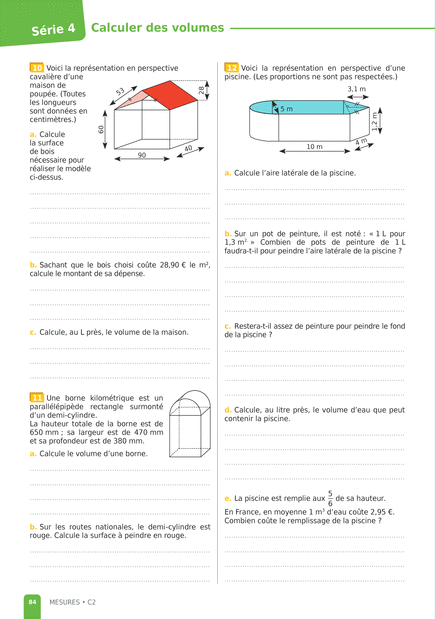 Série 4
Calculer des volumes
10 Voici la représentation en perspective
cavalière d'une
maison de
poupée. (Toutes
les longueurs
sont données en
centimètres.)
a. Calcule
la surface
de bois
nécessaire pour
réaliser le modèle
ci-dessus.
53
28
60
90
40
b. Sachant que le bois choisi coûte 28,90 € le m²,
calcule le montant de sa dépense.
c. Calcule, au L près, le volume de la maison.
11 Une borne kilométrique est un
parallélépipède rectangle surmonté
d'un demi-cylindre.
La hauteur totale de la borne est de
650 mm ; sa largeur est de 470 mm
et sa profondeur est de 380 mm.
a. Calcule le volume d'une borne.
b. Sur les routes nationales, le demi-cylindre est
rouge. Calcule la surface à peindre en rouge.
12 Voici la représentation en perspective d'une
piscine. (Les proportions ne sont pas respectées.)
3,1 m
5 m
1,2 m
10 m
4 m
a. Calcule l'aire latérale de la piscine.
b. Sur un pot de peinture, il est noté : « 1 L pour
1,3 m² » Combien de pots de peinture de 1 L
faudra-t-il pour peindre l'aire latérale de la piscine ?
c. Restera-t-il assez de peinture pour peindre le fond
de la piscine ?
d. Calcule, au litre près, le volume d'eau que peut
contenir la piscine.
e. La piscine est remplie aux 5/6 de sa hauteur.
En France, en moyenne 1 m³ d'eau coûte 2,95 €.
Combien coûte le remplissage de la piscine ?
84 MESURES • C2